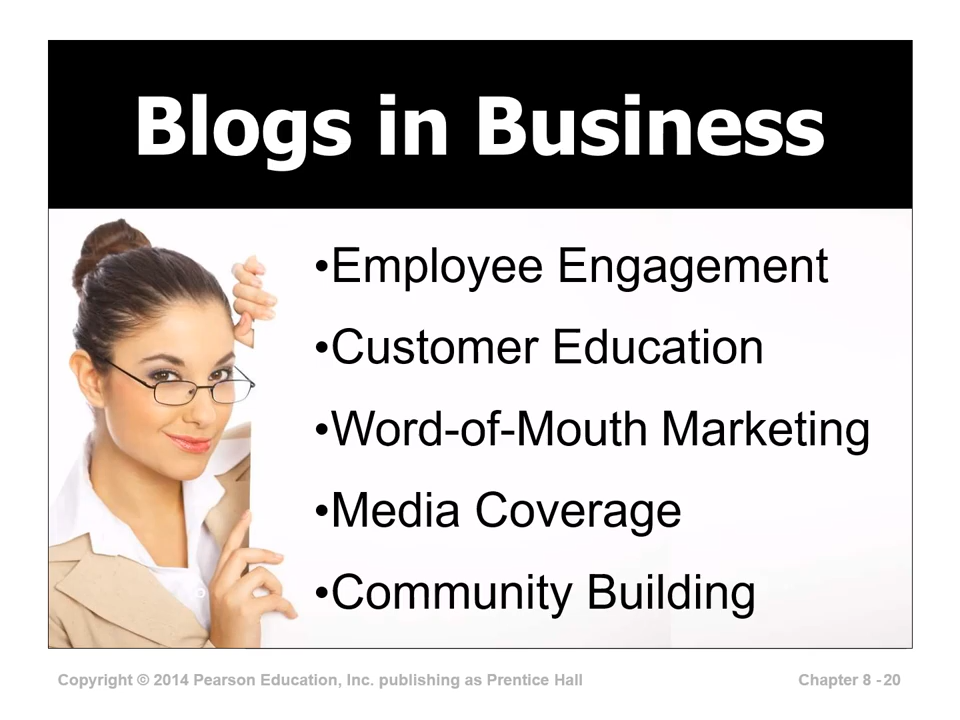 Blogs in Business
•Employee Engagement
•Customer Education
•Word-of-Mouth Marketing
•Media Coverage
•Community Building
Copyright © 2014 Pearson Education, Inc. publishing as Prentice Hall
Chapter 8 -20